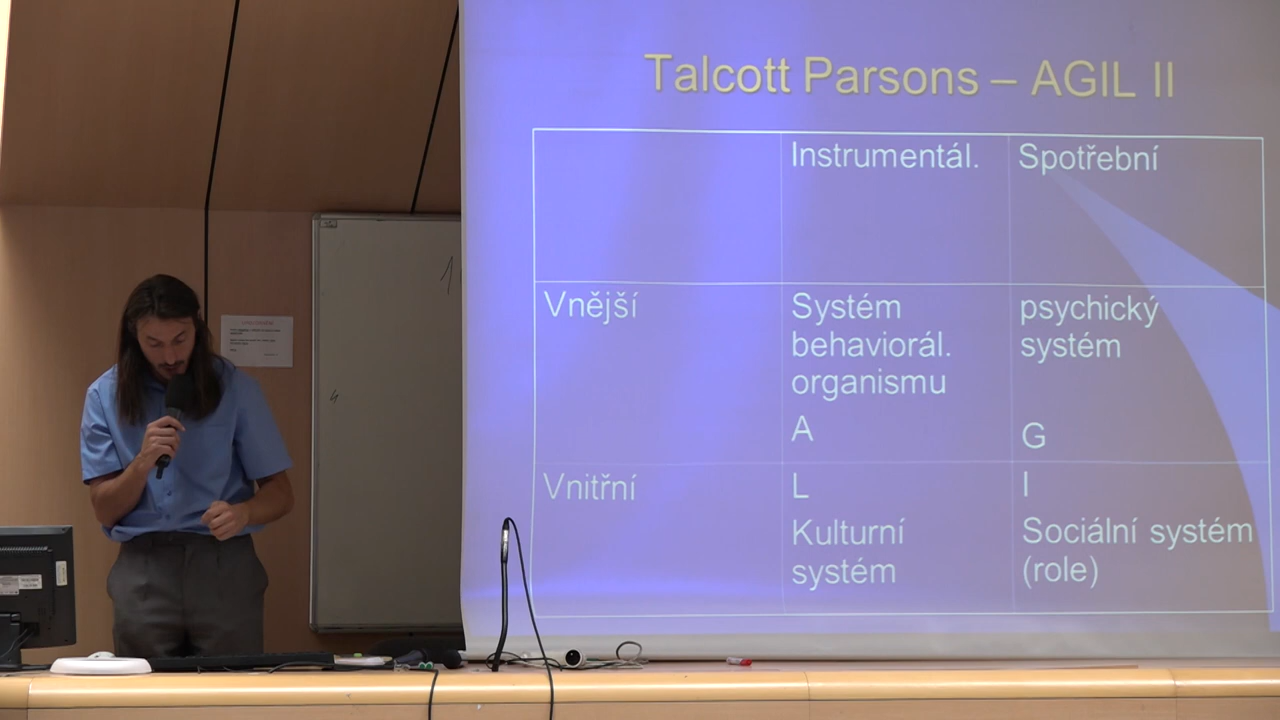 Talcott Parsons – AGIL II
Instrumentál. Spotřební
Vnější
Systém
behaviorál.
organismu
A
psychický
systém
G
Vnitřní
L
Kulturní
systém
I
Sociální systém
(role)